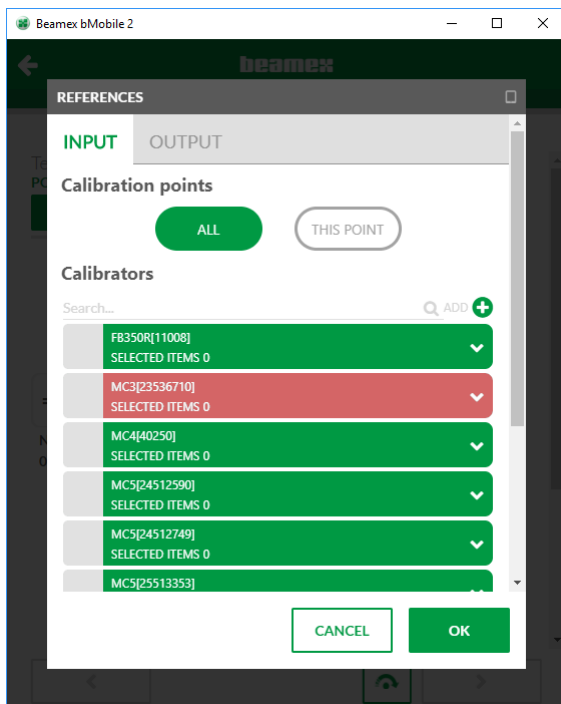 Beamex bMobile 2
beamex
REFERENCES
INPUT OUTPUT
Calibration points
ALL THIS POINT
Calibrators
Search... ADD
FB350R[11008]
SELECTED ITEMS 0
MC3[23536710]
SELECTED ITEMS 0
MC4[40250]
SELECTED ITEMS 0
MC5[24512590]
SELECTED ITEMS 0
MC5[24512749]
SELECTED ITEMS 0
MC5[25513353]
CANCEL OK